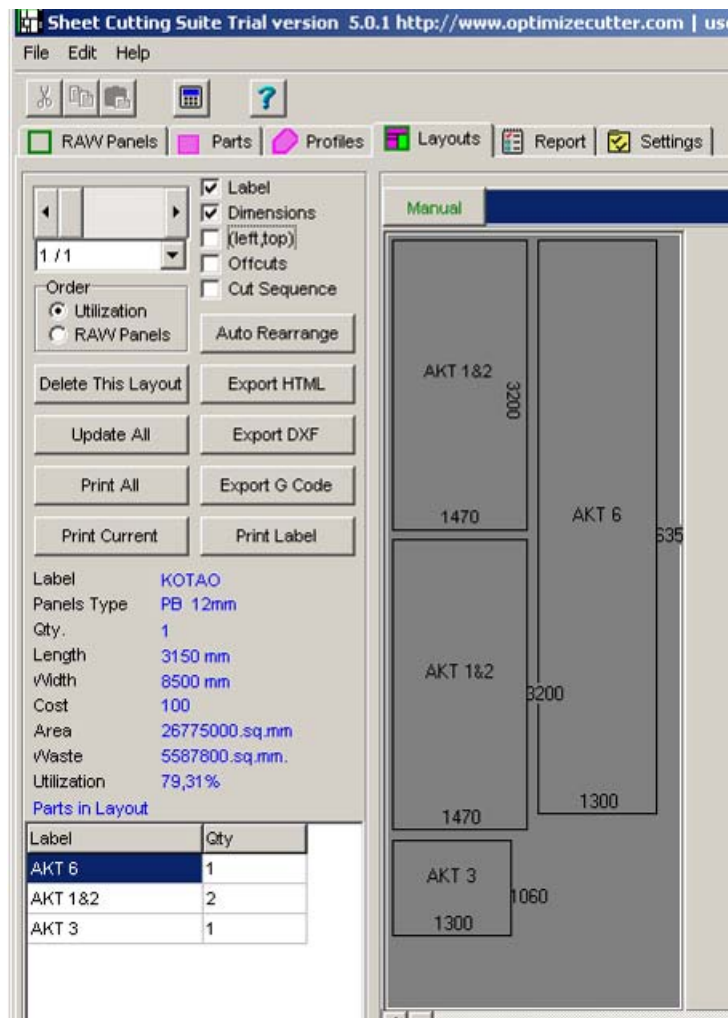 Sheet Cutting Suite Trial version 5.0.1 http://www.optimizecutter.com | use
File Edit Help
RAW Panels Parts Profiles Layouts Report Settings
Label
Dimensions
(left,top)
Offcuts
Cut Sequence
1 / 1
Order
Utilization
RAW Panels
Auto Rearrange
Delete This Layout Export HTML
Update All Export DXF
Print All Export G Code
Print Current Print Label
Label KOTAO
Panels Type PB 12mm
Qty. 1
Length 3150 mm
Width 8500 mm
Cost 100
Area 26775000.sq.mm
Waste 5587800.sq.mm.
Utilization 79,31%
Parts in Layout
Label Qty
AKT 6 1
AKT 1&2 2
AKT 3 1
Manual
AKT 1&2
3200
1470
AKT 6
635
1300
AKT 1&2
3200
1470
AKT 3
1060
1300